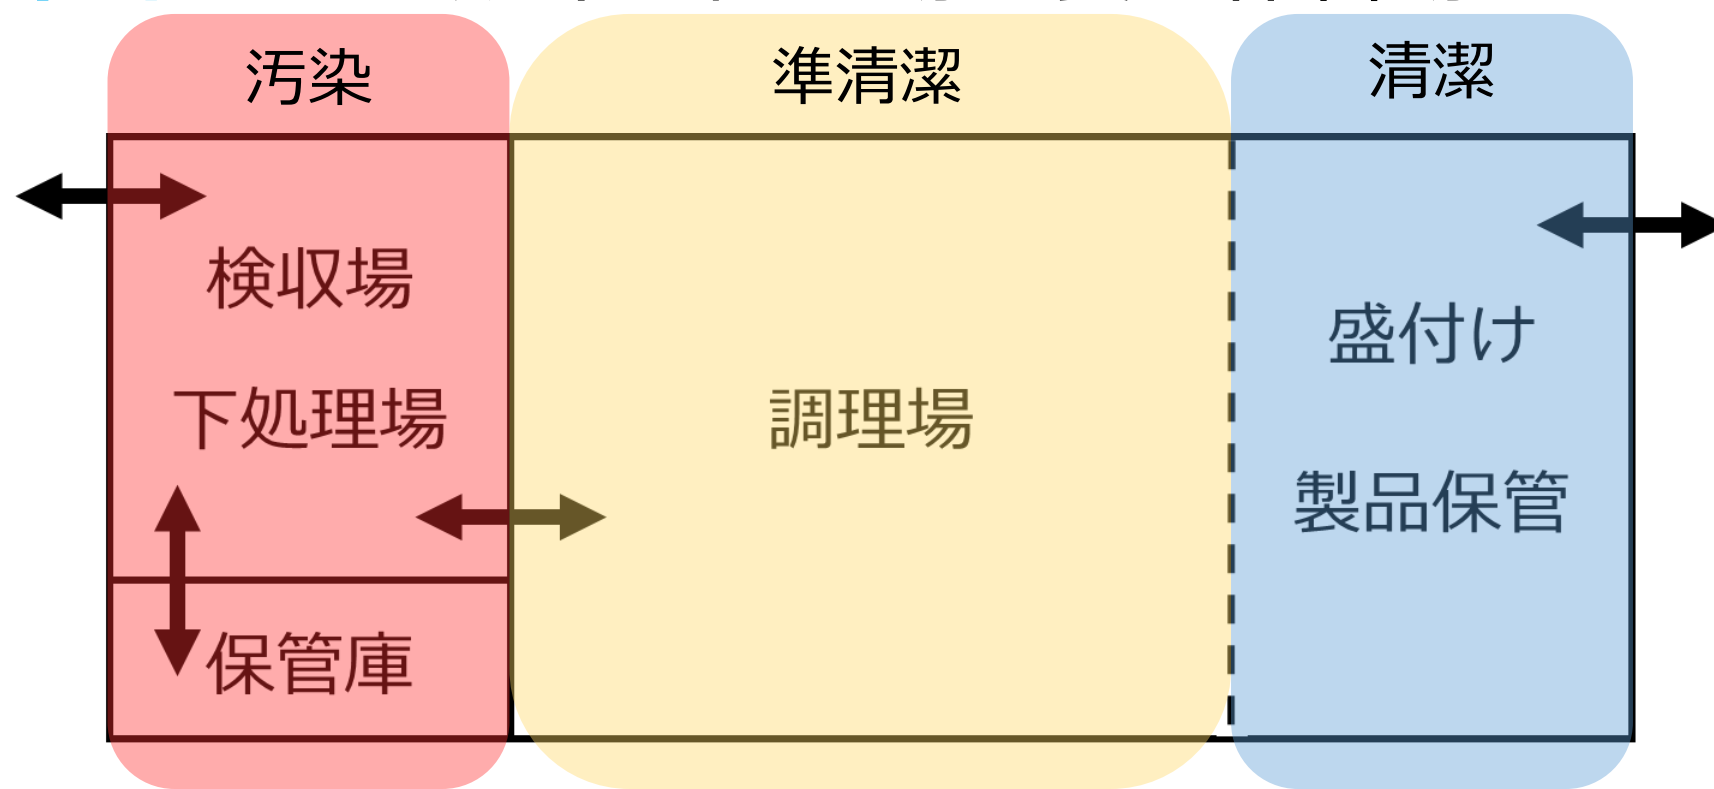 汚染
準清潔
清潔
検収場
下処理場
保管庫
調理場
盛付け
製品保管